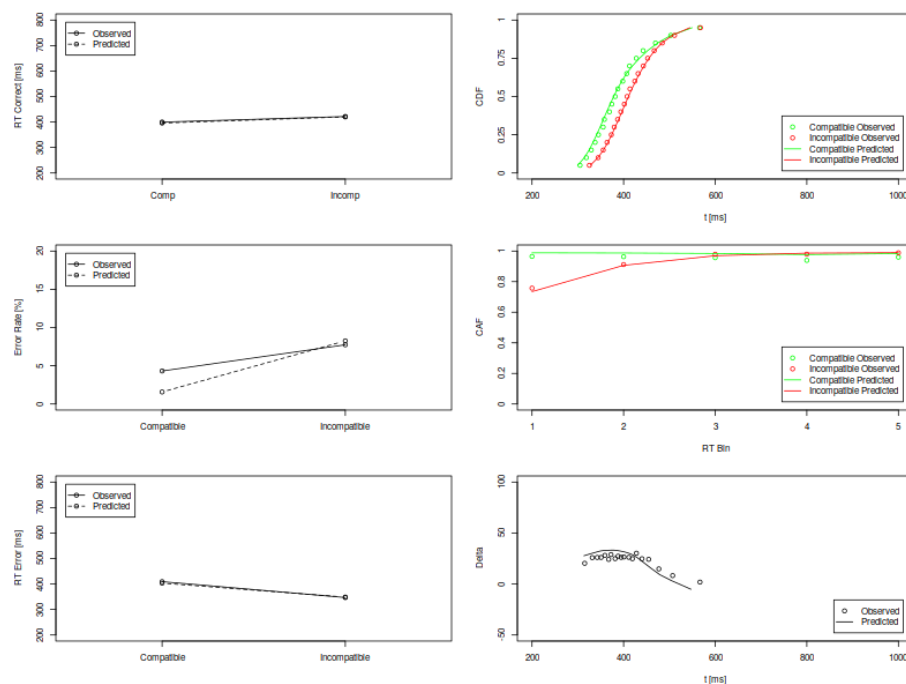 RT Correct [ms]
800
700
600
500
400
300
200
Observed
Predicted
Comp
Incomp
CDF
1
0.75
0.5
0.25
0
Compatible Observed
Incompatible Observed
Compatible Predicted
Incompatible Predicted
200
400
600
800
1000
t [ms]
Error Rate [%]
20
15
10
5
0
Observed
Predicted
Compatible
Incompatible
CAF
1
0.8
0.6
0.4
0.2
0
Compatible Observed
Incompatible Observed
Compatible Predicted
Incompatible Predicted
1
2
3
4
5
RT Bin
RT Error [ms]
800
700
600
500
400
300
200
Observed
Predicted
Compatible
Incompatible
Delta
100
50
0
-50
Observed
Predicted
200
400
600
800
1000
t [ms]